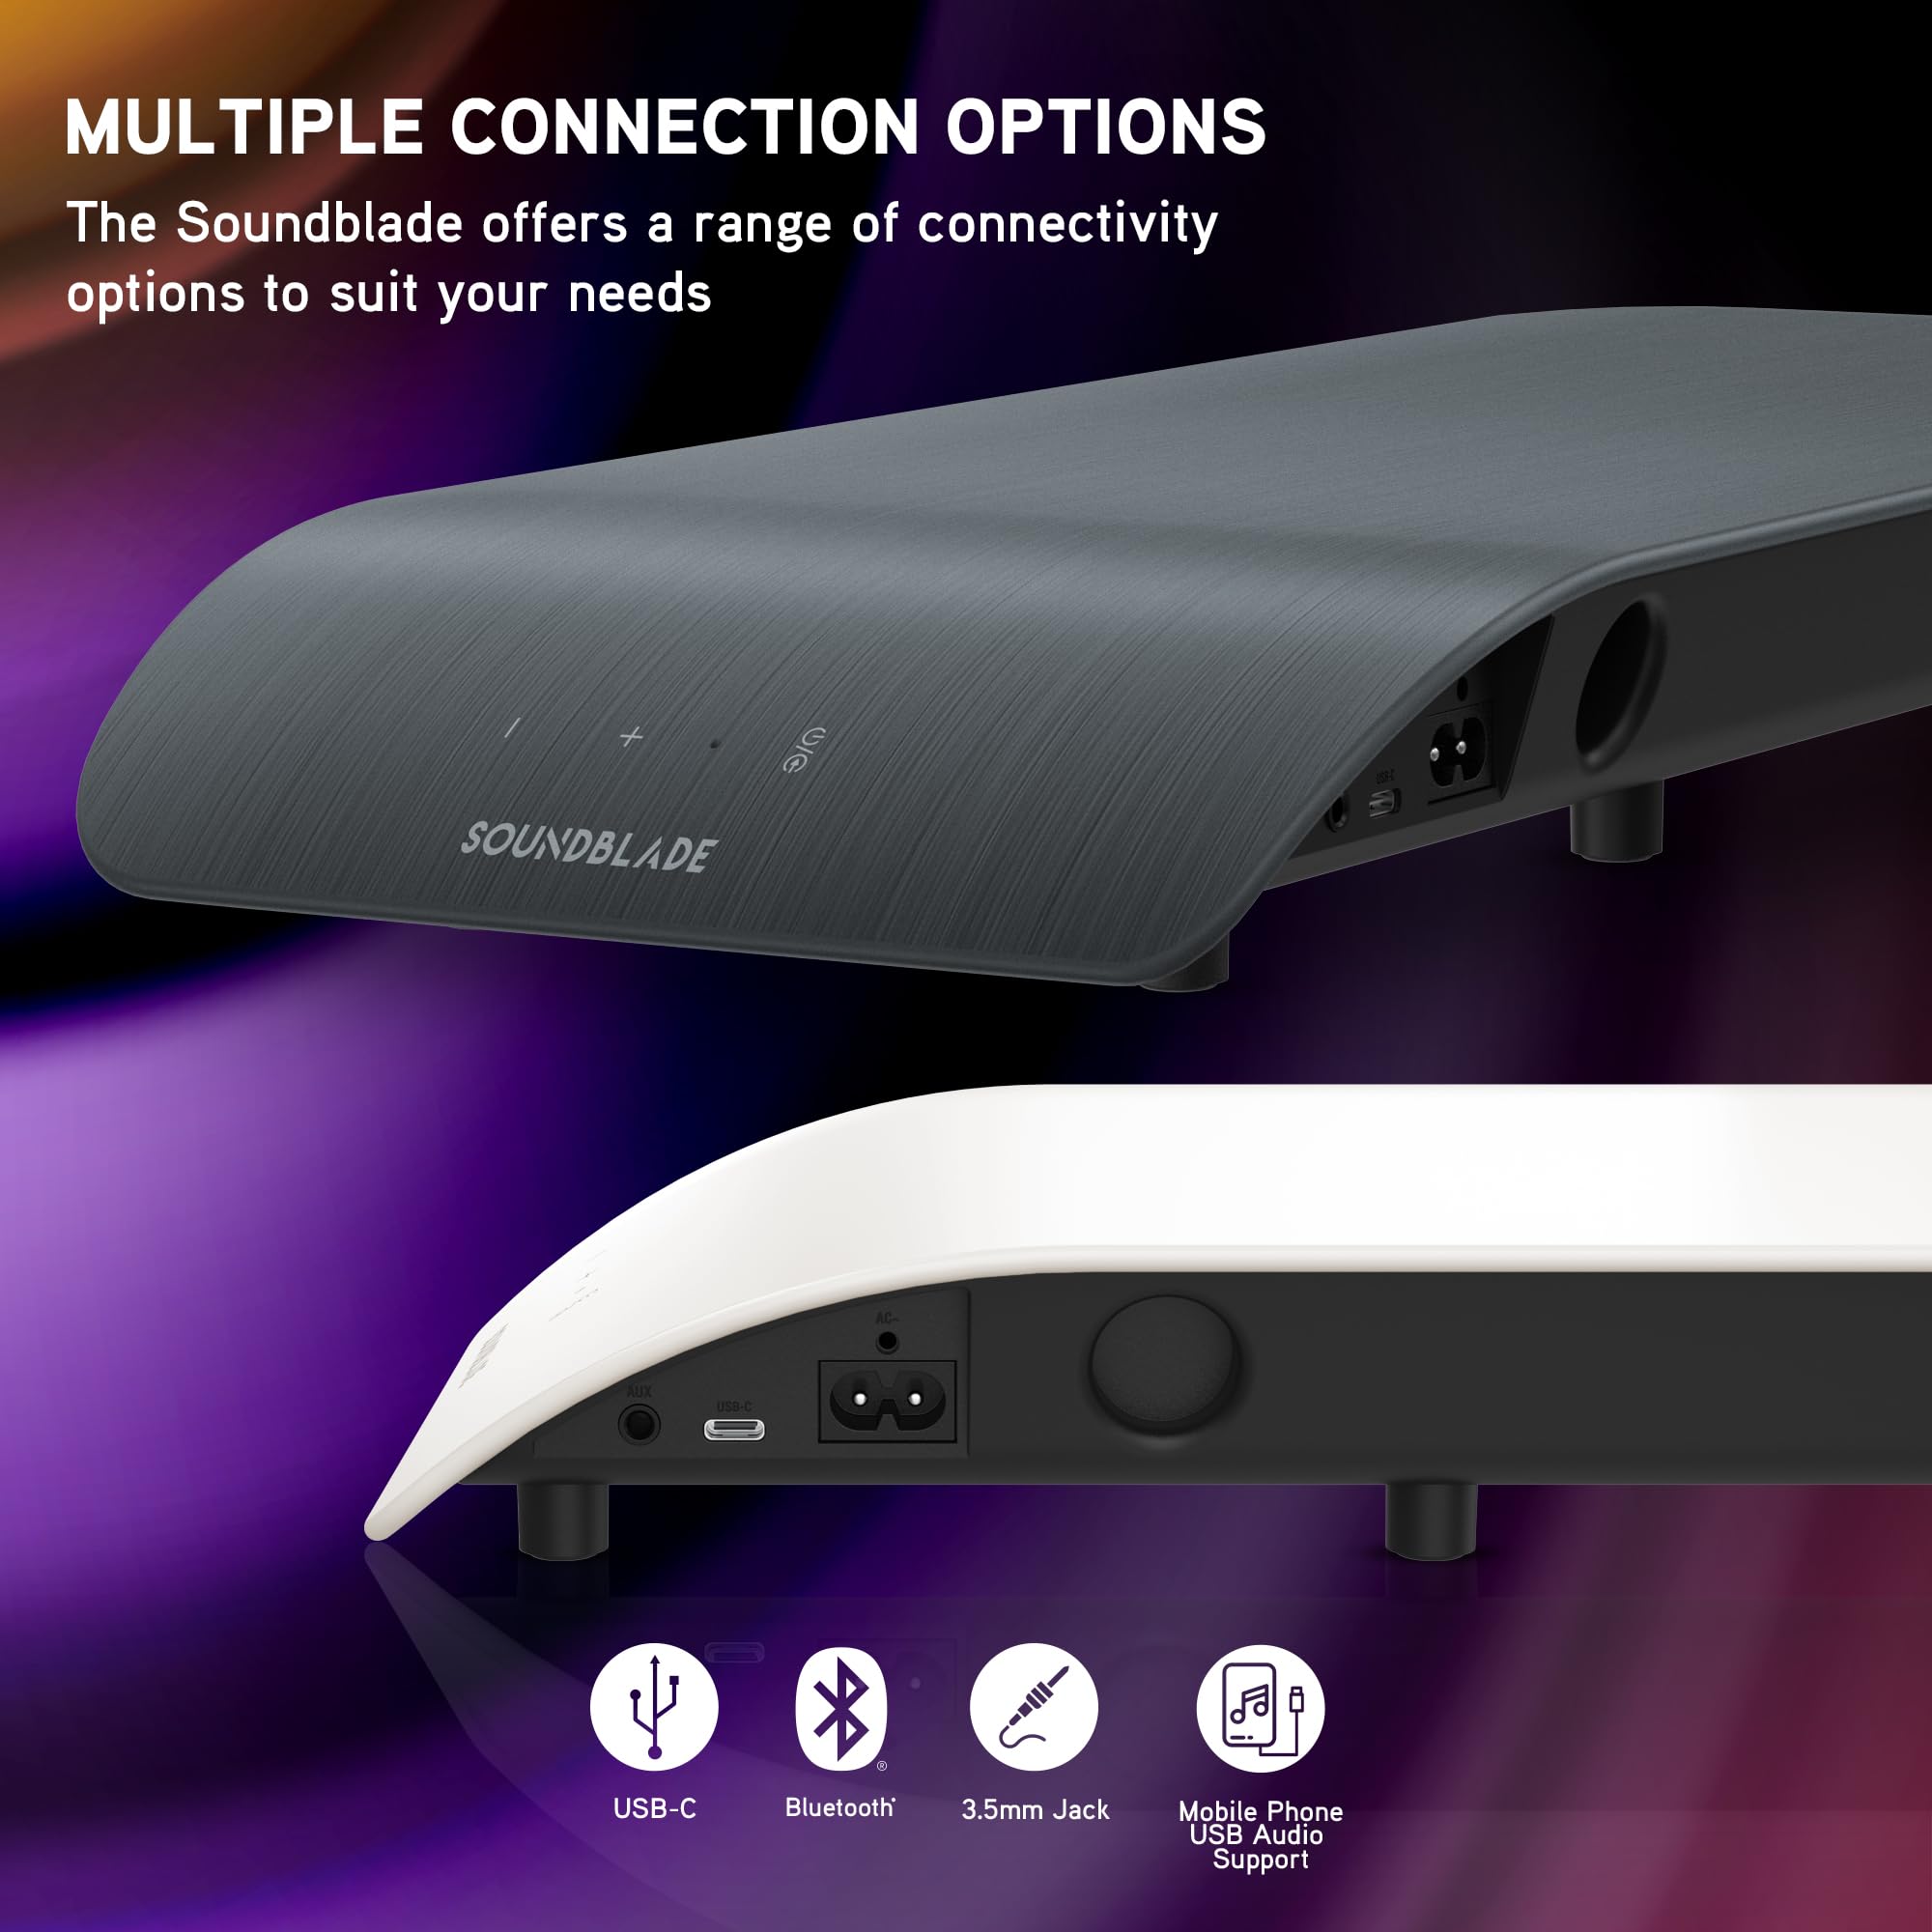 MULTIPLE CONNECTION OPTIONS
The Soundblade offers a range of connectivity
options to suit your needs
SOUNDBLADE
USB-C
AC~
AUX
USB-C
USB-C
Bluetooth®
3.5mm Jack
Mobile Phone
USB Audio
Support